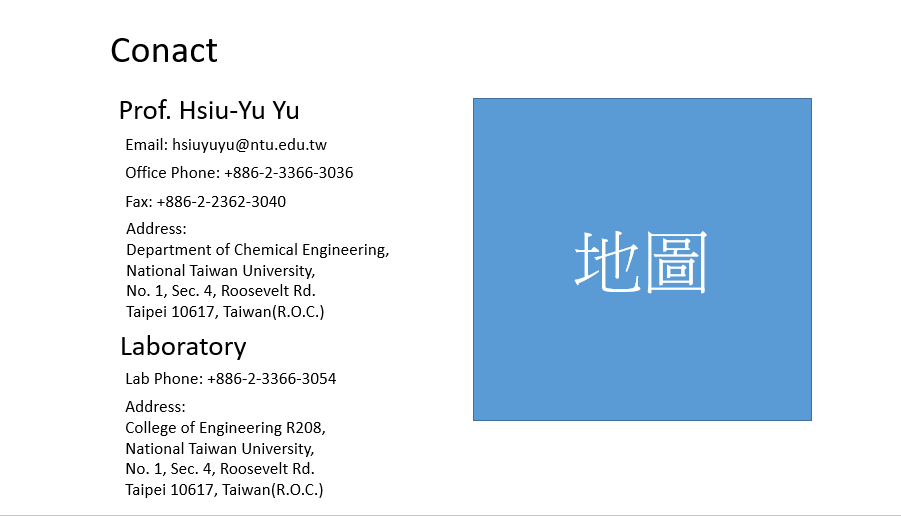 Conact
Prof. Hsiu-Yu Yu
Email: hsiuyuyu@ntu.edu.tw
Office Phone: +886-2-3366-3036
Fax: +886-2-2362-3040
Address:
Department of Chemical Engineering,
National Taiwan University,
No. 1, Sec. 4, Roosevelt Rd.
Taipei 10617, Taiwan(R.O.C.)
Laboratory
Lab Phone: +886-2-3366-3054
Address:
College of Engineering R208,
National Taiwan University,
No. 1, Sec. 4, Roosevelt Rd.
Taipei 10617, Taiwan(R.O.C.)
地圖